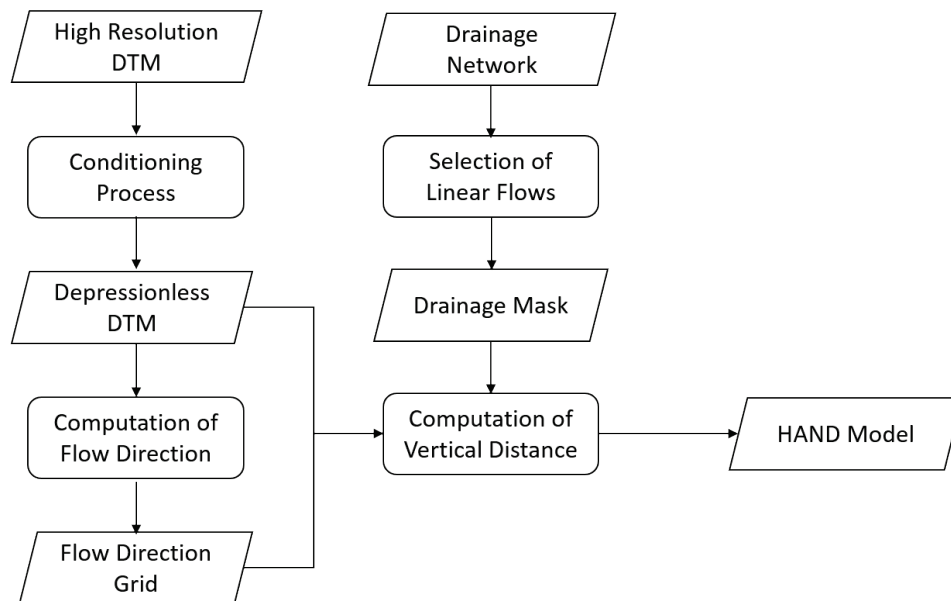 High Resolution
DTM
Conditioning
Process
Depressionless
DTM
Computation of
Flow Direction
Flow Direction
Grid
Drainage
Network
Selection of
Linear Flows
Drainage Mask
Computation of
Vertical Distance
HAND Model